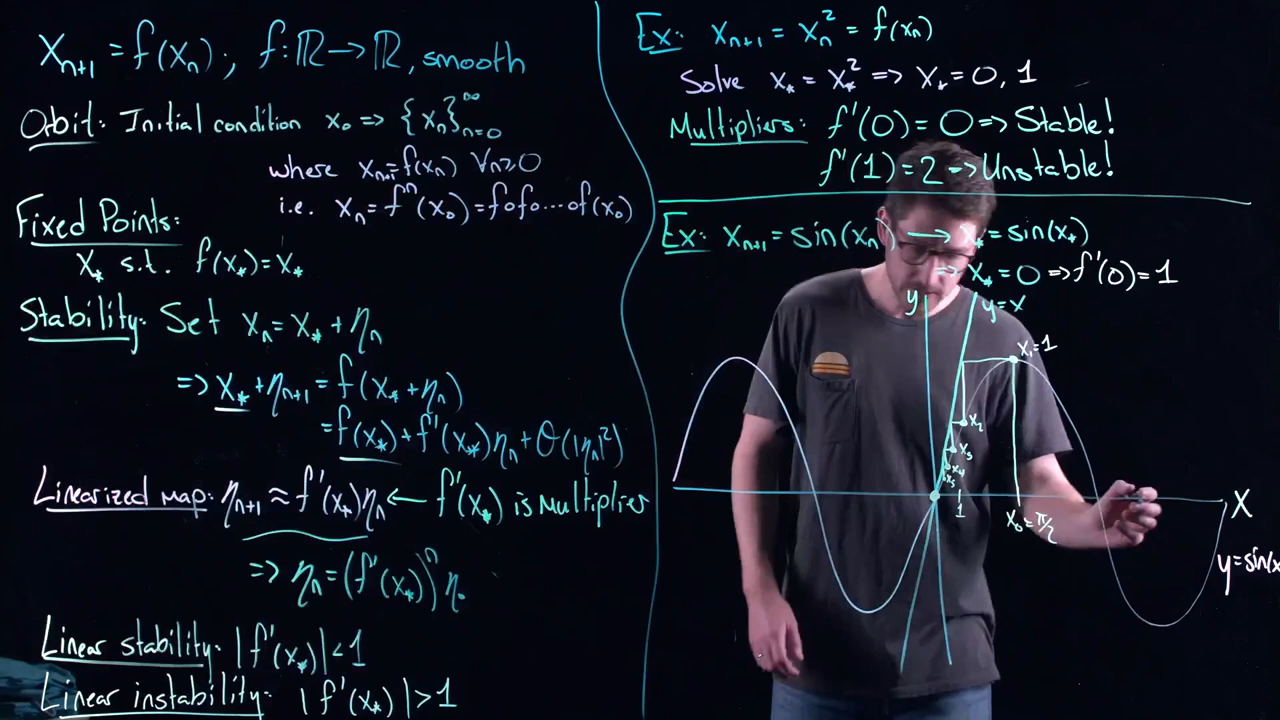 Xn+1 = f(Xn), f: ℝ → ℝ, smooth
Orbit: Initial condition x₀ => {xn}∞n=0
where xn+1 = f(xn) ∀n≥0
i.e. xn = fⁿ(x₀) = fofo...of(x₀)
Fixed Points:
X* s.t. f(x*) = x*
Stability: Set xn = x* + ηn
=> x* + ηn+1 = f(x* + ηn)
= f(x*) + f'(x*)ηn + O(|ηn|²)
Linearized map: ηn+1 ≈ f'(x*)ηn ← f'(x*) is multiplier
=> ηn = (f'(x*))ⁿ η₀
Linear stability: |f'(x*)| < 1
Linear instability: |f'(x*)| > 1
Ex: xn+1 = xn² = f(xn)
Solve x* = x*² => x* = 0, 1
Multipliers: f'(0) = 0 => Stable!
f'(1) = 2 => Unstable!
Ex: xn+1 = sin(xn) → x* = sin(x*)
=> x* = 0 => f'(0) = 1
y
y = x
x₁ = 1
x₂
x₃
x₄
x₅
1
x₀ = π/2
X
y = sin(x